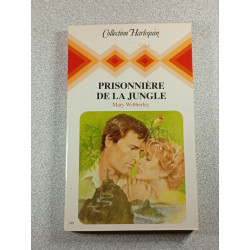 Collection Harlequin
PRISONNIÈRE
DE LA JUNGLE
Mary Wibberley